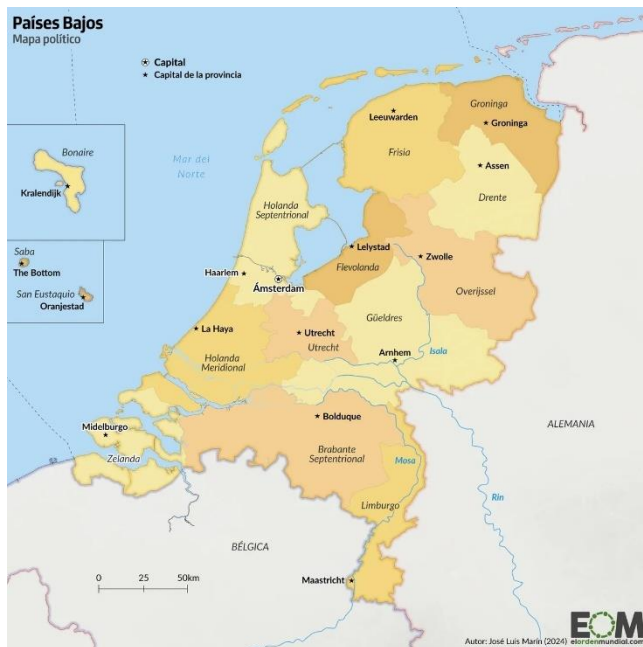 Países Bajos
Mapa político
Capital
Capital de la provincia
Groninga
Leeuwarden
Groninga
Frisia
Assen
Bonaire
Mar del
Norte
Kralendijk
Drente
Holanda
Septentrional
Lelystad
Zwolle
Saba
The Bottom
Haarlem
Flevolanda
Ámsterdam
Overijssel
San Eustaquio
Oranjestad
Güeldres
La Haya
Utrecht
Utrecht
Arnhem
Isala
Holanda
Meridional
Bolduque
ALEMANIA
Midelburgo
Brabante
Septentrional
Mosa
Zelanda
Rin
Limburgo
BÉLGICA
0 25 50km
Maastricht
EOM
Autor: José Luis Marín (2024) elordenmundial.com